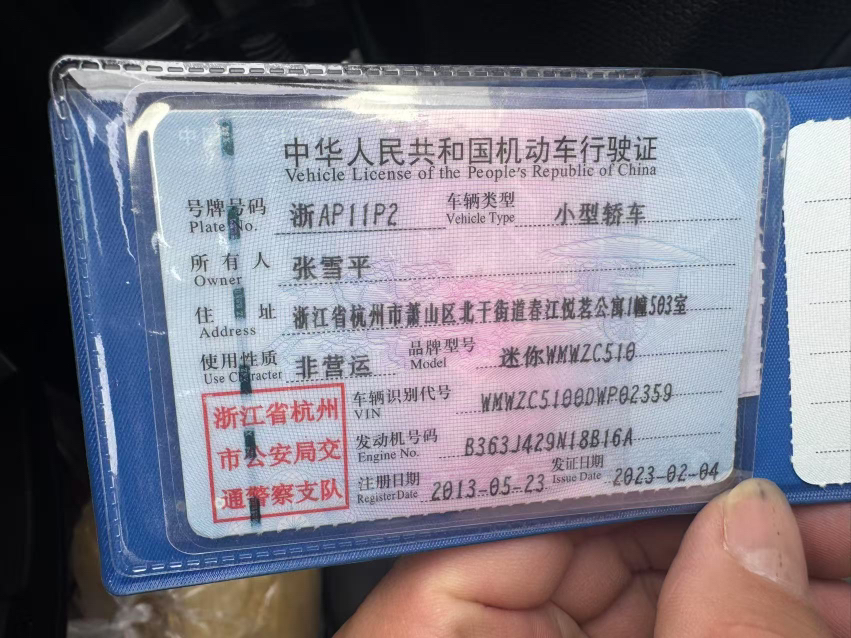 中华人民共和国机动车行驶证
Vehicle License of the People's Republic of China
号牌号码 Plate No. 浙AP11P2 车辆类型 Vehicle Type 小型轿车
所有人 Owner 张雪平
住址 Address 浙江省杭州市萧山区北干街道春江悦茗公寓1幢503室
使用性质 Use Character 非营运 品牌型号 Model 迷你WMWZC510
浙江省杭州
市公安局交
通警察支队
车辆识别代号 VIN WMWZC5100DWP02359
发动机号码 Engine No. B363J429N18B16A
注册日期 Register Date 2013-05-23 发证日期 Issue Date 2023-02-04